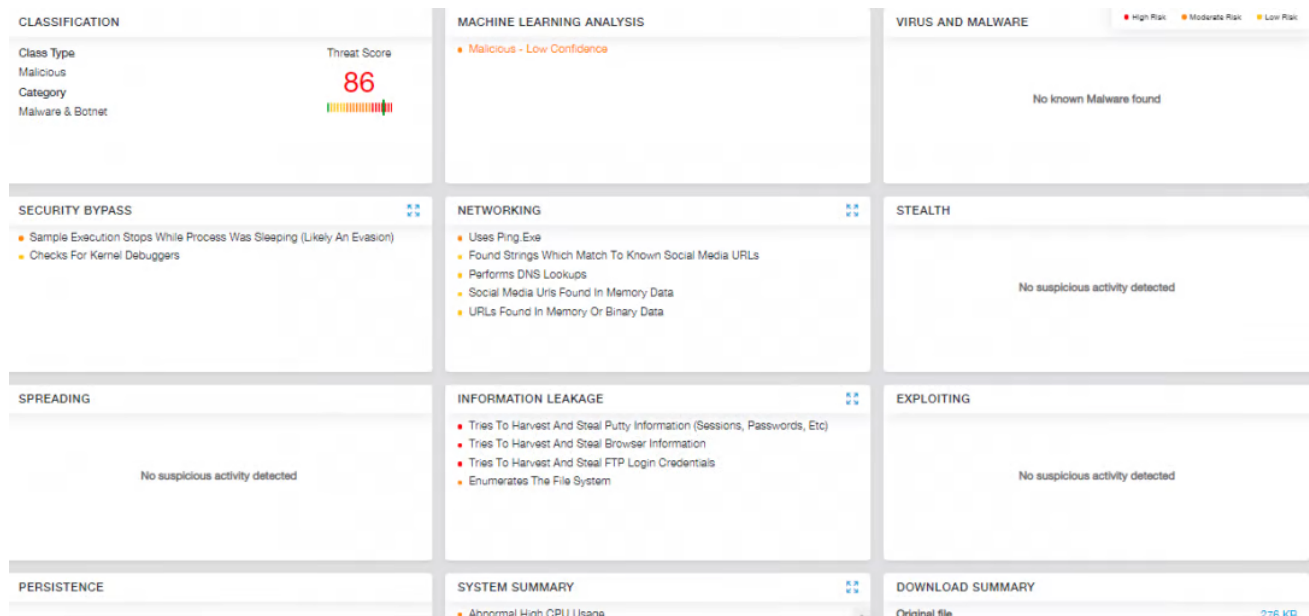 CLASSIFICATION
Class Type
Threat Score
Malicious
86
Category
Malware & Botnet
MACHINE LEARNING ANALYSIS
Malicious - Low Confidence
VIRUS AND MALWARE
High Risk
Moderate Risk
Low Risk
No known Malware found
SECURITY BYPASS
Sample Execution Stops While Process Was Sleeping (Likely An Evasion)
Checks For Kernel Debuggers
NETWORKING
Uses Ping.Exe
Found Strings Which Match To Known Social Media URLs
Performs DNS Lookups
Social Media Urls Found In Memory Data
URLs Found In Memory Or Binary Data
STEALTH
No suspicious activity detected
SPREADING
No suspicious activity detected
INFORMATION LEAKAGE
Tries To Harvest And Steal Putty Information (Sessions, Passwords, Etc)
Tries To Harvest And Steal Browser Information
Tries To Harvest And Steal FTP Login Credentials
Enumerates The File System
EXPLOITING
No suspicious activity detected
PERSISTENCE
SYSTEM SUMMARY
Abnormal High CPU Usage
DOWNLOAD SUMMARY
Original file
276 KB